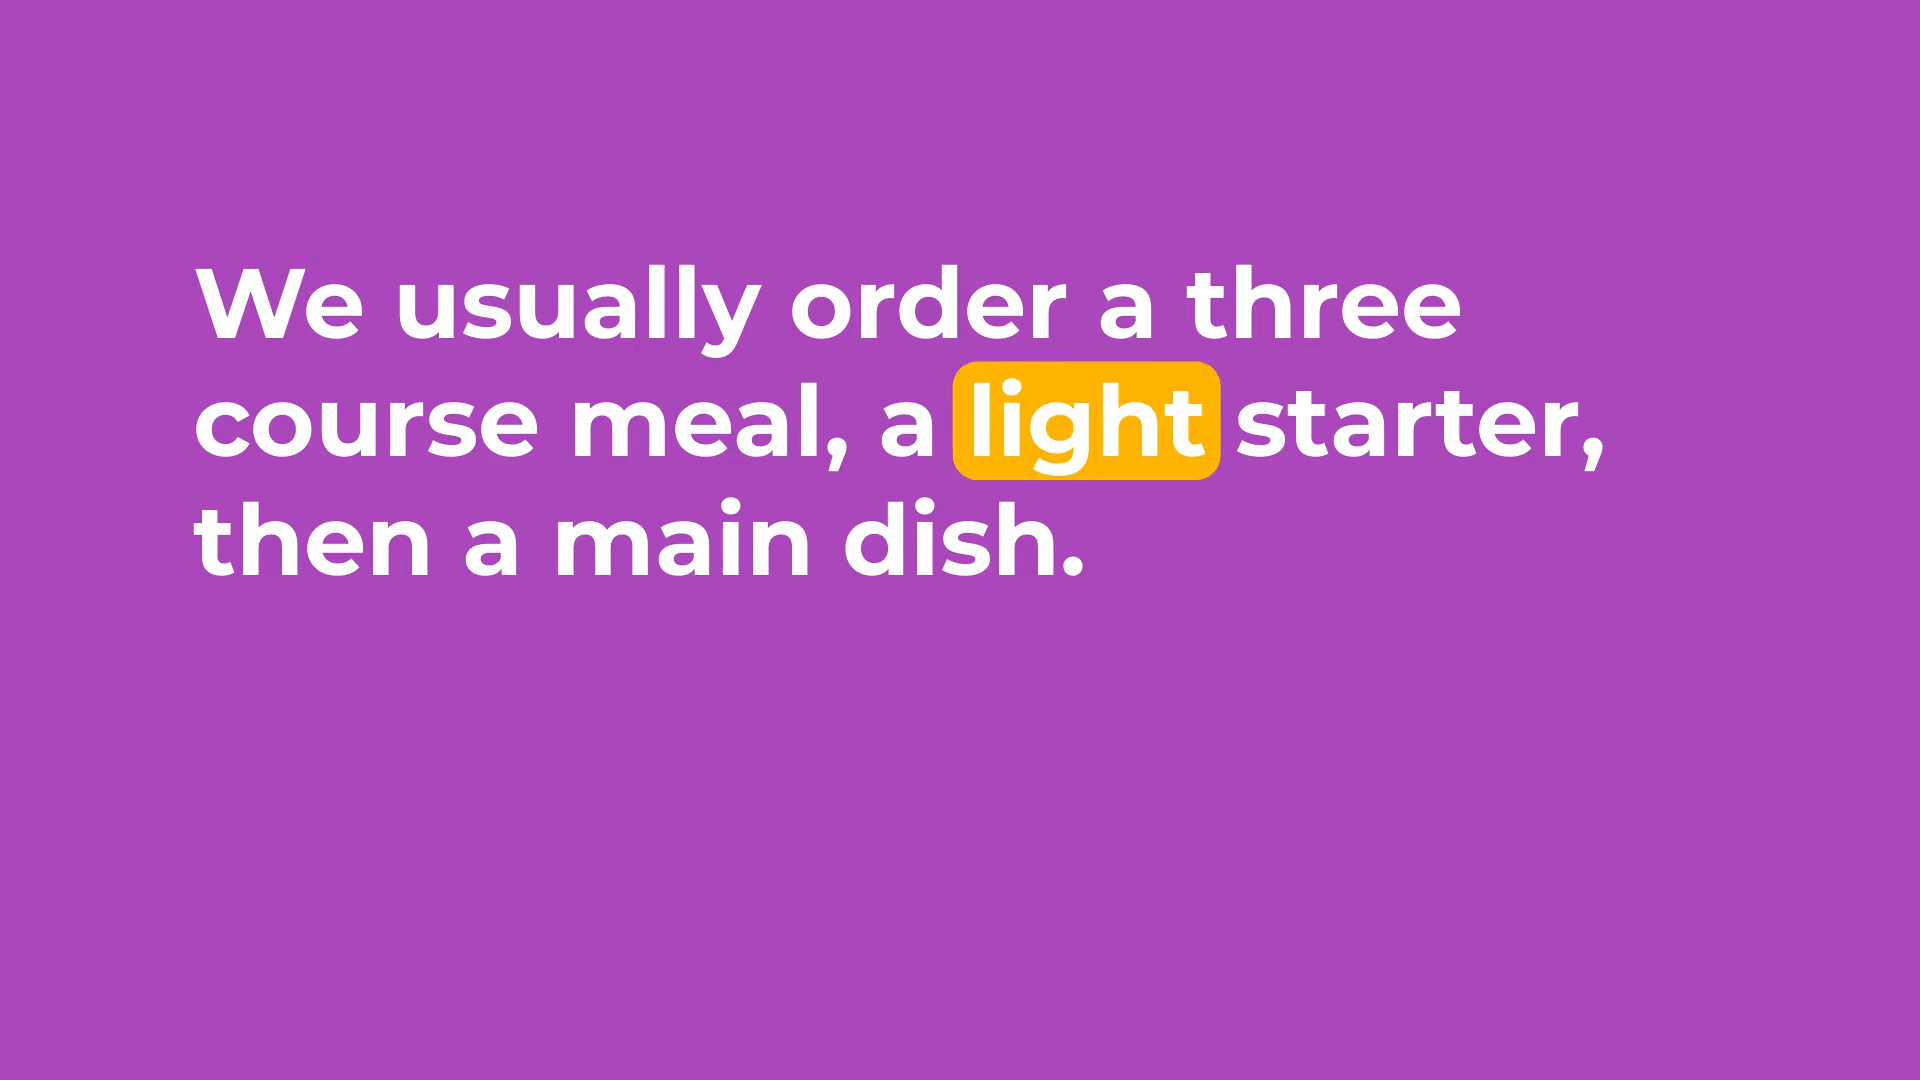 We usually order a three
course meal, a light starter,
then a main dish.